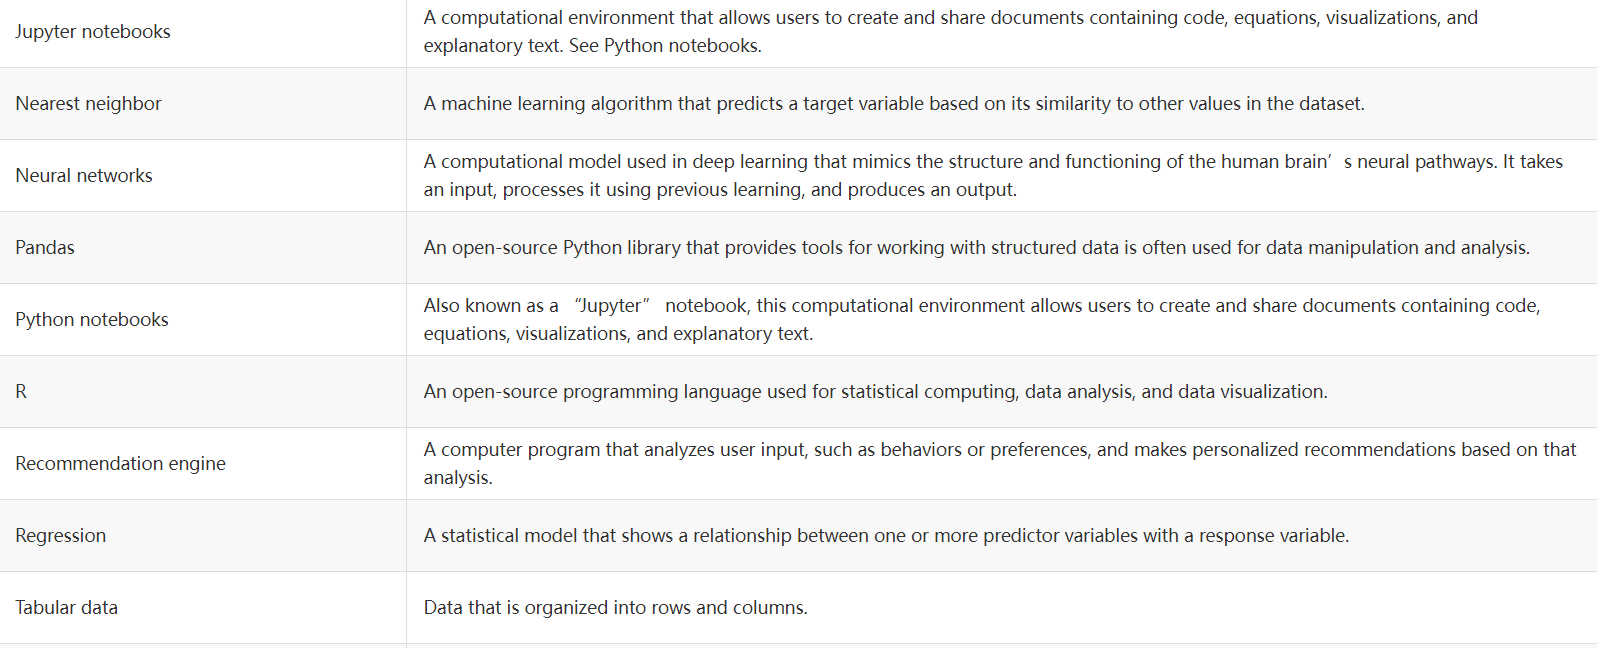 Jupyter notebooks
A computational environment that allows users to create and share documents containing code, equations, visualizations, and
explanatory text. See Python notebooks.
Nearest neighbor
A machine learning algorithm that predicts a target variable based on its similarity to other values in the dataset.
Neural networks
A computational model used in deep learning that mimics the structure and functioning of the human brain’s neural pathways. It takes
an input, processes it using previous learning, and produces an output.
Pandas
An open-source Python library that provides tools for working with structured data is often used for data manipulation and analysis.
Python notebooks
Also known as a “Jupyter” notebook, this computational environment allows users to create and share documents containing code,
equations, visualizations, and explanatory text.
R
An open-source programming language used for statistical computing, data analysis, and data visualization.
Recommendation engine
A computer program that analyzes user input, such as behaviors or preferences, and makes personalized recommendations based on that
analysis.
Regression
A statistical model that shows a relationship between one or more predictor variables with a response variable.
Tabular data
Data that is organized into rows and columns.